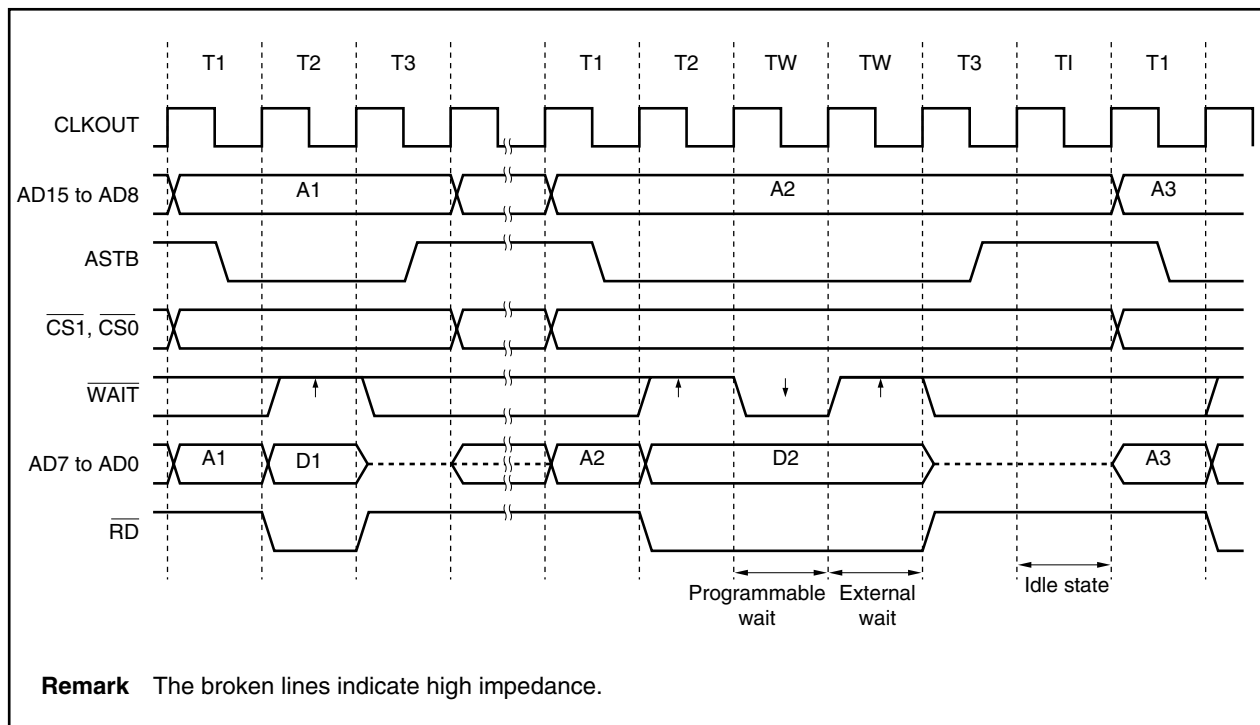 T1 T2 T3 T1 T2 TW TW T3 TI T1
CLKOUT
AD15 to AD8 A1 A2 A3
ASTB
CS1, CS0
WAIT
AD7 to AD0 A1 D1 A2 D2 A3
RD
Programmable wait
External wait
Idle state
Remark The broken lines indicate high impedance.